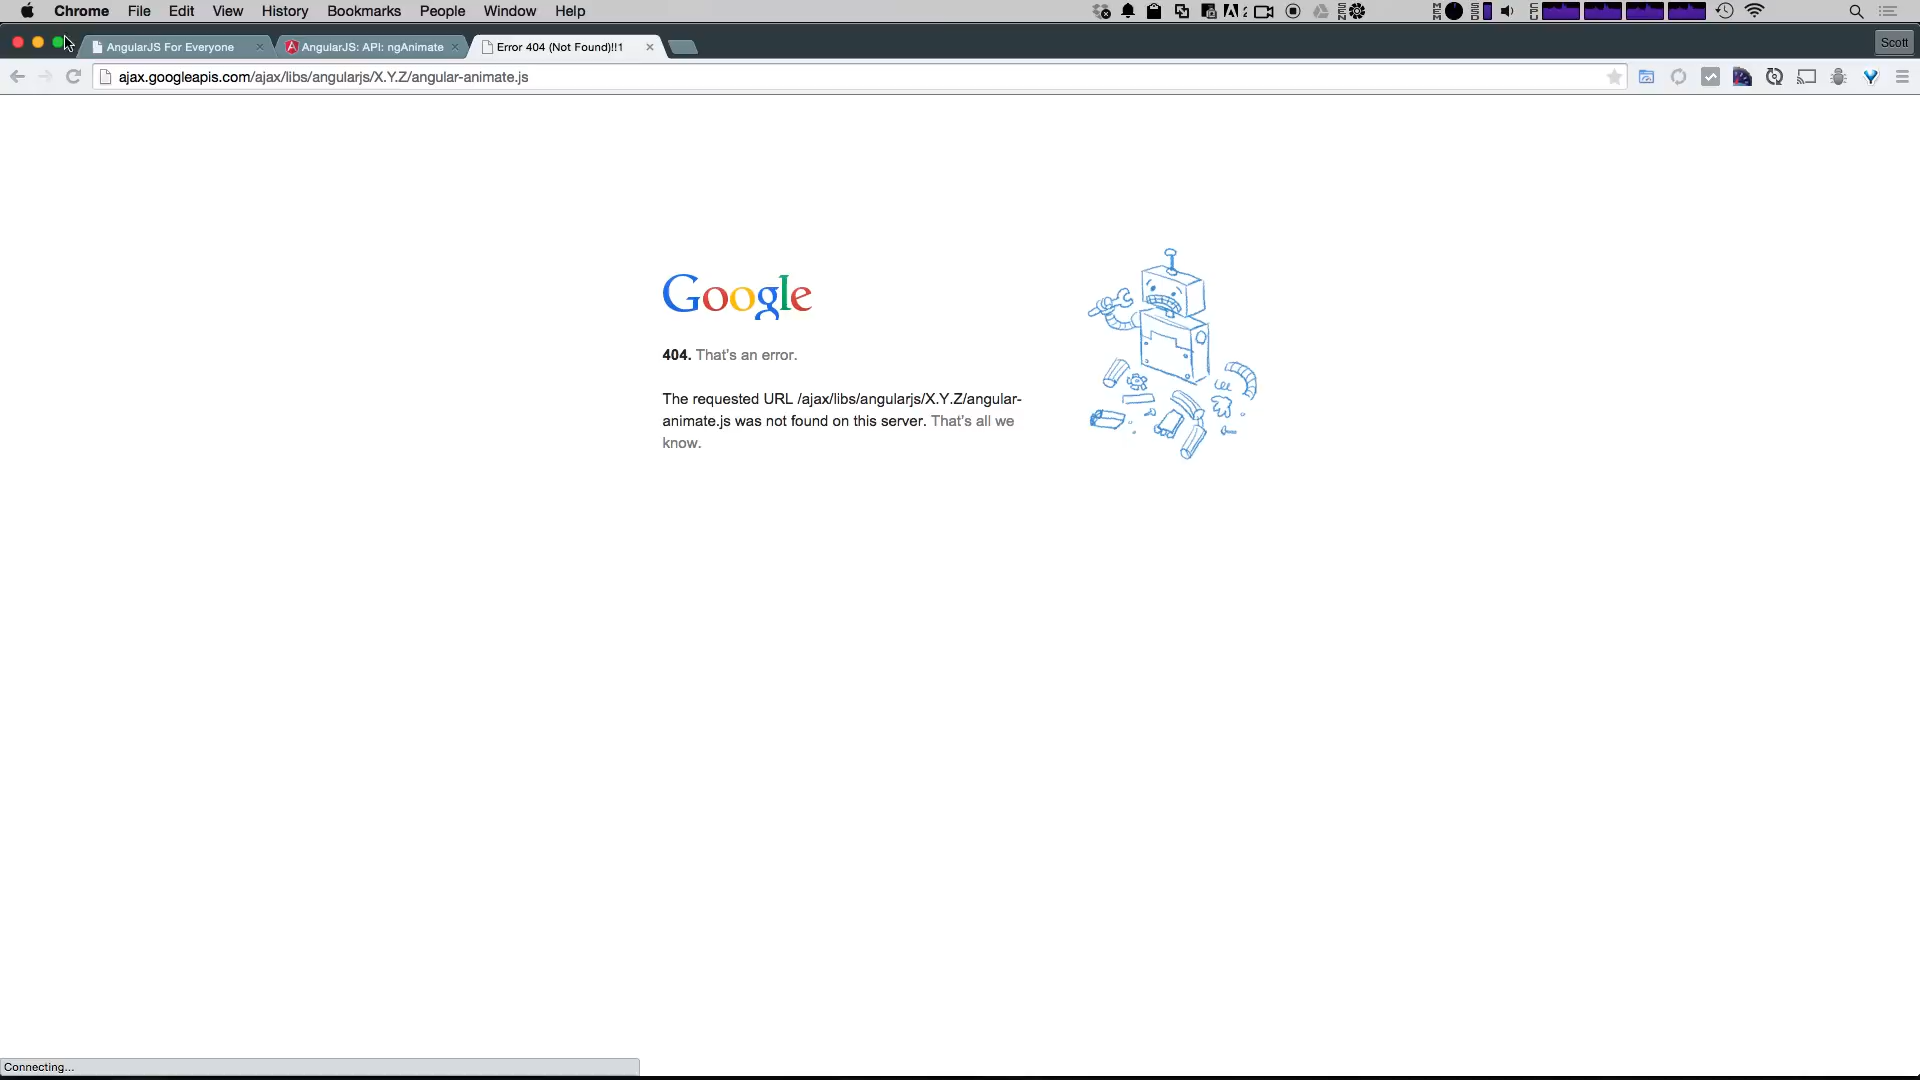 Chrome File Edit View History Bookmarks People Window Help
AngularJS For Everyone
AngularJS: API: ngAnimate
Error 404 (Not Found)!!1
Scott
ajax.googleapis.com/ajax/libs/angularjs/X.Y.Z/angular-animate.js
Google
404. That's an error.
The requested URL /ajax/libs/angularjs/X.Y.Z/angular-
animate.js was not found on this server. That's all we
know.
Connecting...